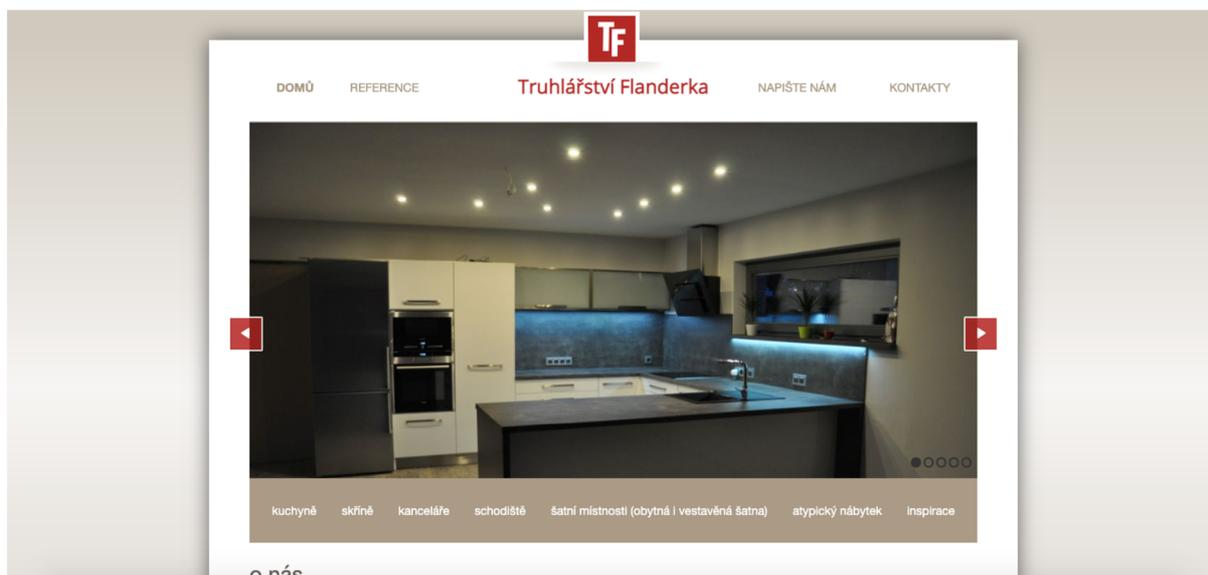 TF
DOMŮ REFERENCE Truhlářství Flanderka NAPIŠTE NÁM KONTAKTY
kuchyně skříně kanceláře schodiště šatní místnosti (obytná i vestavěná šatna) atypický nábytek inspirace
o nás